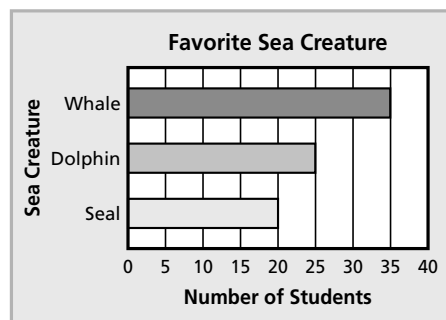 Favorite Sea Creature
Sea Creature
Whale
Dolphin
Seal
0 5 10 15 20 25 30 35 40
Number of Students